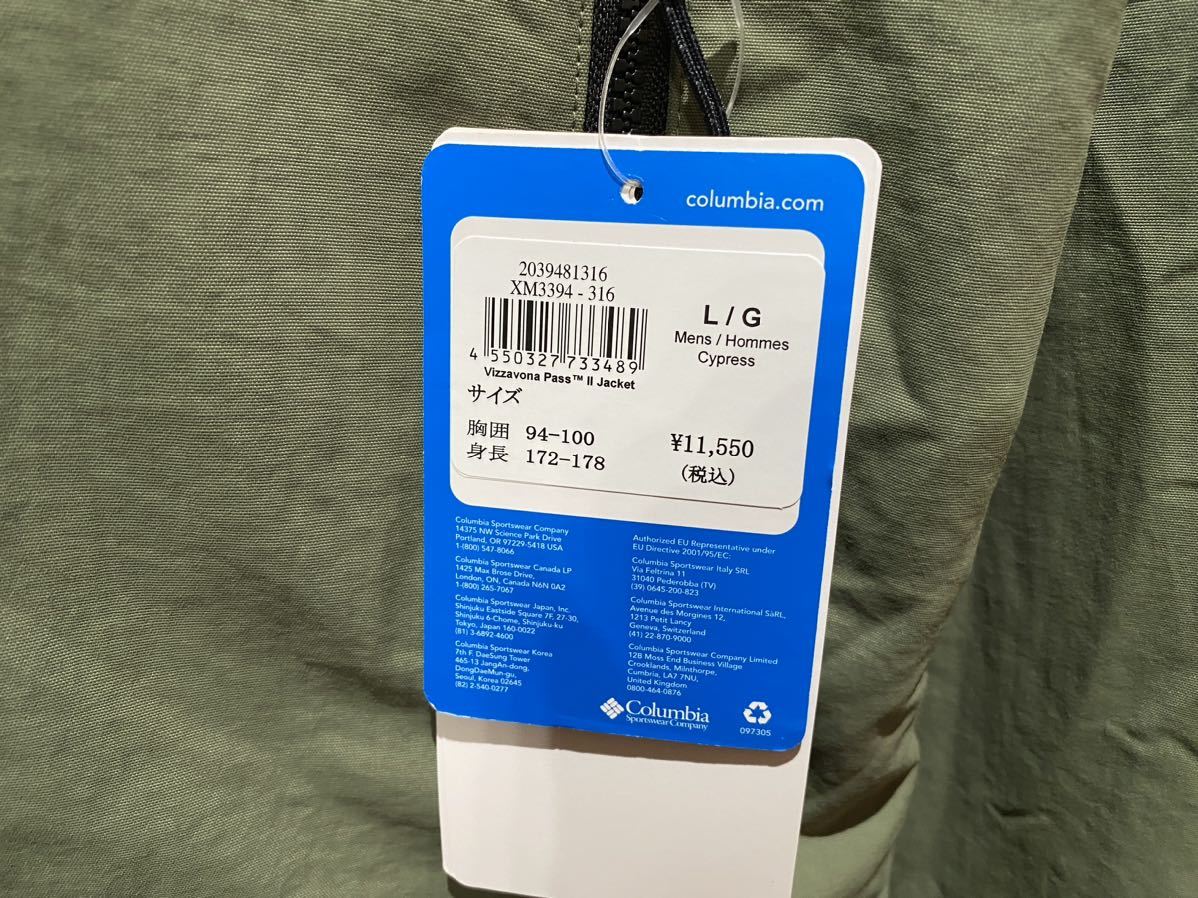 columbia.com
2039481316
XM3394 - 316
4 550327 733489
Vizzavona Pass™ II Jacket
L / G
Mens / Hommes
Cypress
サイズ
胸囲 94-100
身長 172-178
¥11,550
(税込)
Columbia Sportswear Company
14375 NW Science Park Drive
Portland, OR 97229-5418 USA
1-(800) 547-8066
Columbia Sportswear Canada LP
1425 Max Brose Drive,
London, ON, Canada N6N 0A2
1-(800) 265-7067
Columbia Sportswear Japan, Inc.
Shinjuku Eastside Square 7F, 27-30,
Shinjuku 6-Chome, Shinjuku-ku
Tokyo, Japan 160-0022
(81) 3-6892-4600
Columbia Sportswear Korea
7th F. DaeSung Tower
465-13 JangAn-dong,
DongDaeMun-gu,
Seoul, Korea 02645
(82) 2-540-0277
Authorized EU Representative under
EU Directive 2001/95/EC:
Columbia Sportswear Italy SRL
Via Feltrina 11
31040 Pederobba (TV)
(39) 0645-200-823
Columbia Sportswear International SàRL,
Avenue des Morgines 12,
1213 Petit Lancy
Geneva, Switzerland
(41) 22-870-9000
Columbia Sportswear Company Limited
12B Moss End Business Village
Crooklands, Milnthorpe,
Cumbria, LA7 7NU,
United Kingdom
0800-464-0876
Columbia
Sportswear Company
097305